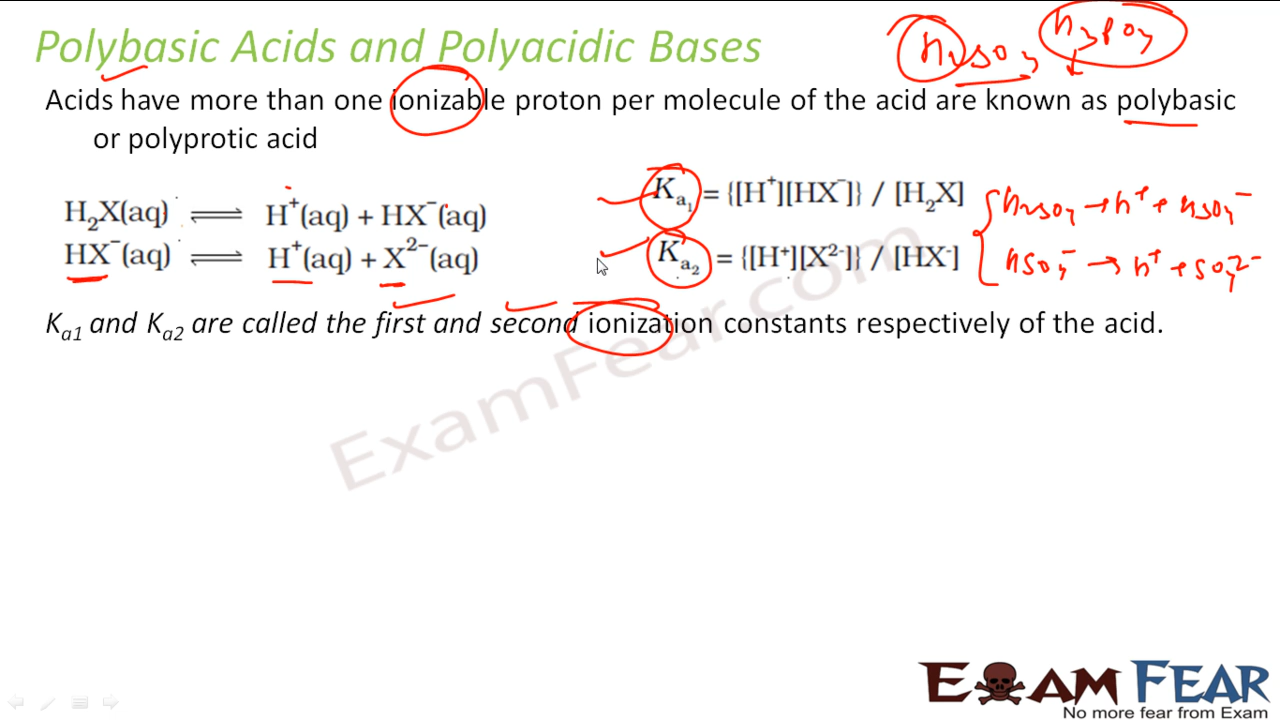 Polybasic Acids and Polyacidic Bases
H₂SO₄, H₃PO₄
Acids have more than one ionizable proton per molecule of the acid are known as polybasic
or polyprotic acid
H₂X(aq) ⇌ H⁺(aq) + HX⁻(aq)
Kₐ₁ = {[H⁺][HX⁻]} / [H₂X]
H₂SO₄ → H⁺ + HSO₄⁻
HX⁻(aq) ⇌ H⁺(aq) + X²⁻(aq)
Kₐ₂ = {[H⁺][X²⁻]} / [HX⁻]
HSO₄⁻ → H⁺ + SO₄²⁻
Kₐ₁ and Kₐ₂ are called the first and second ionization constants respectively of the acid.
ExamFear.com
EXAM FEAR
No more fear from Exam